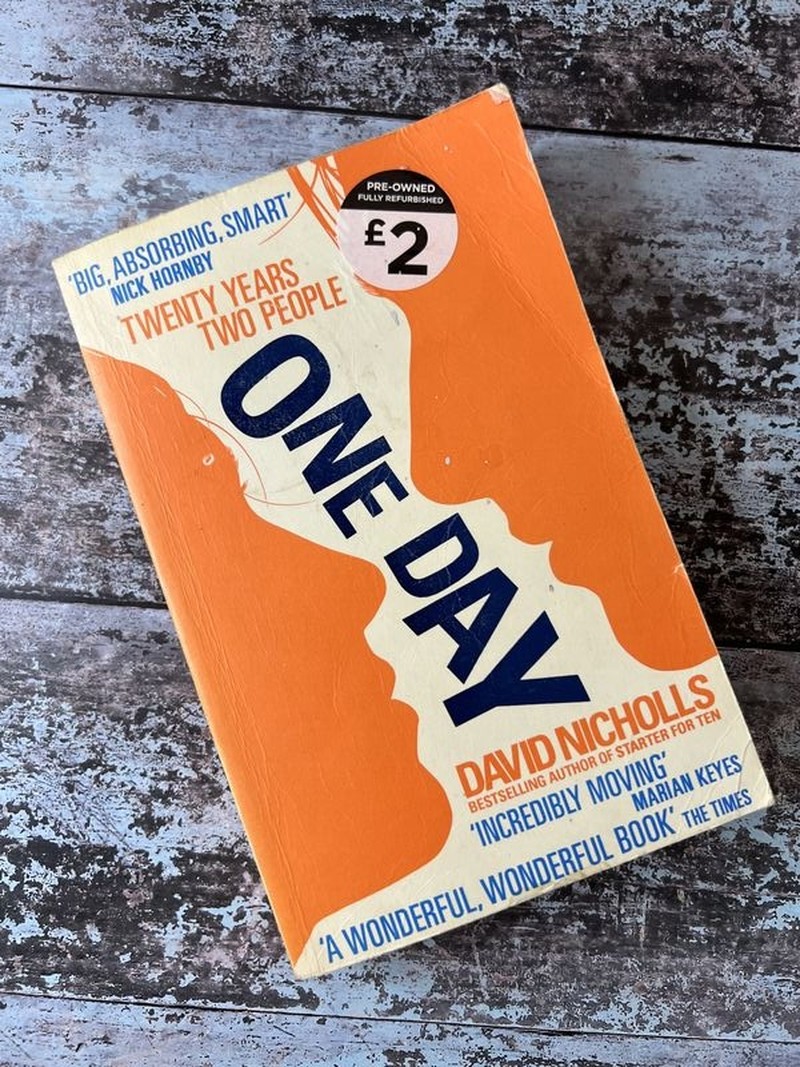 'BIG, ABSORBING, SMART'
NICK HORNBY
TWENTY YEARS
TWO PEOPLE
PRE-OWNED
FULLY REFURBISHED
£2
ONE DAY
DAVID NICHOLLS
BESTSELLING AUTHOR OF STARTER FOR TEN
'INCREDIBLY MOVING'
MARIAN KEYES
'A WONDERFUL, WONDERFUL BOOK' THE TIMES